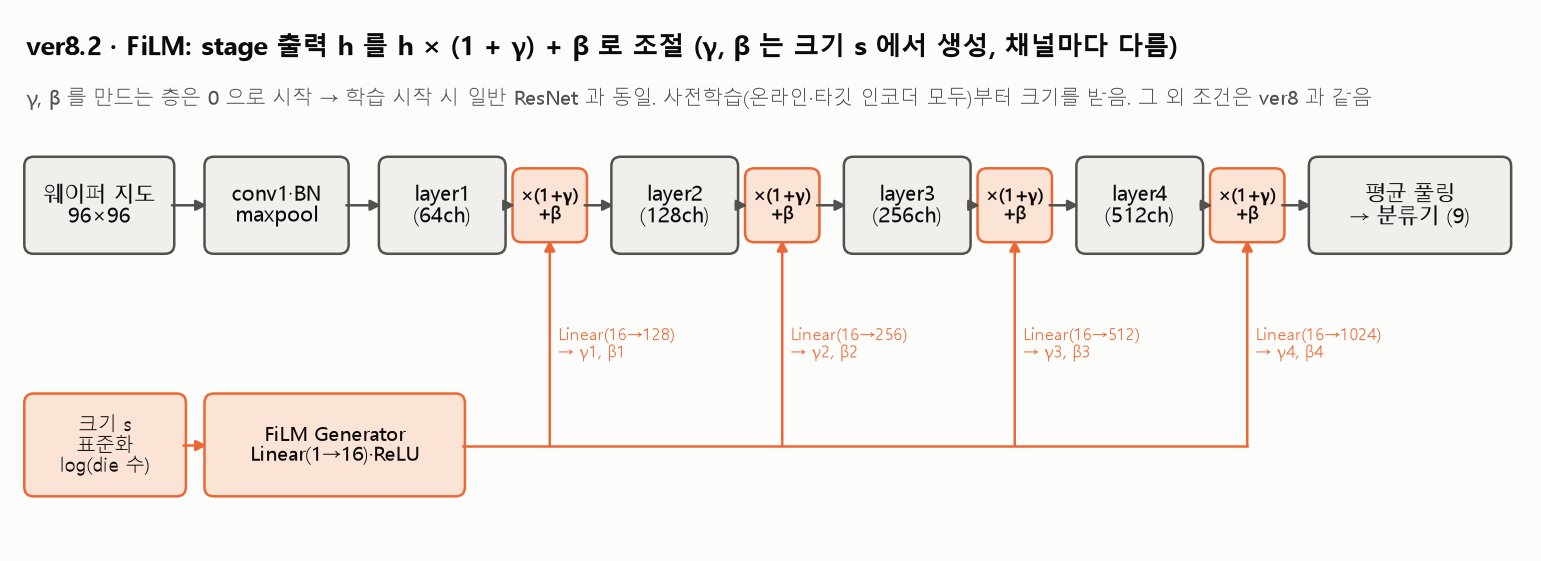 ver8.2 · FiLM: stage 출력 h 를 h × (1 + γ) + β 로 조절 (γ, β 는 크기 s 에서 생성, 채널마다 다름)
γ, β 를 만드는 층은 0 으로 시작 → 학습 시작 시 일반 ResNet 과 동일. 사전학습(온라인·타깃 인코더 모두)부터 크기를 받음. 그 외 조건은 ver8 과 같음
웨이퍼 지도
96×96
conv1·BN
maxpool
layer1
(64ch)
×(1+γ)
+β
layer2
(128ch)
×(1+γ)
+β
layer3
(256ch)
×(1+γ)
+β
layer4
(512ch)
×(1+γ)
+β
평균 풀링
→ 분류기 (9)
Linear(16→128)
→ γ1, β1
Linear(16→256)
→ γ2, β2
Linear(16→512)
→ γ3, β3
Linear(16→1024)
→ γ4, β4
크기 s
표준화
log(die 수)
FiLM Generator
Linear(1→16)·ReLU